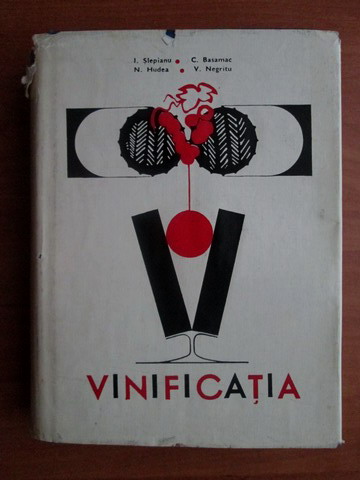 I. Slepianu • C. Basamac
N. Hudea • V. Negritu
VINIFICAȚIA